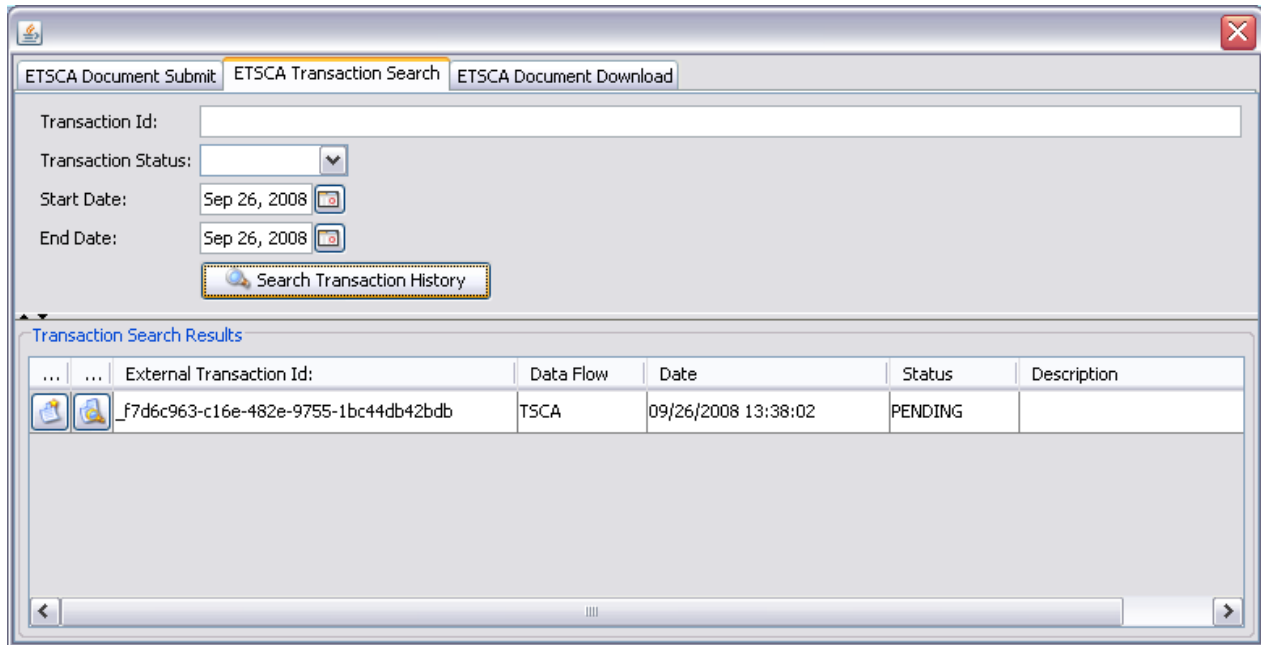 ETSCA Document Submit ETSCA Transaction Search ETSCA Document Download
Transaction Id:
Transaction Status:
Start Date: Sep 26, 2008
End Date: Sep 26, 2008
Search Transaction History
Transaction Search Results
... ... External Transaction Id: Data Flow Date Status Description
_f7d6c963-c16e-482e-9755-1bc44db42bdb TSCA 09/26/2008 13:38:02 PENDING